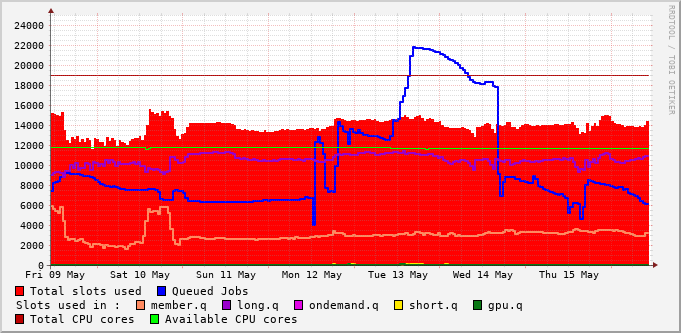 24000
22000
20000
18000
16000
14000
12000
10000
8000
6000
4000
2000
0
Fri 09 May Sat 10 May Sun 11 May Mon 12 May Tue 13 May Wed 14 May Thu 15 May
Total slots used Queued Jobs
Slots used in : member.q long.q ondemand.q short.q gpu.q
Total CPU cores Available CPU cores
RRDTOOL / TOBI OETIKER